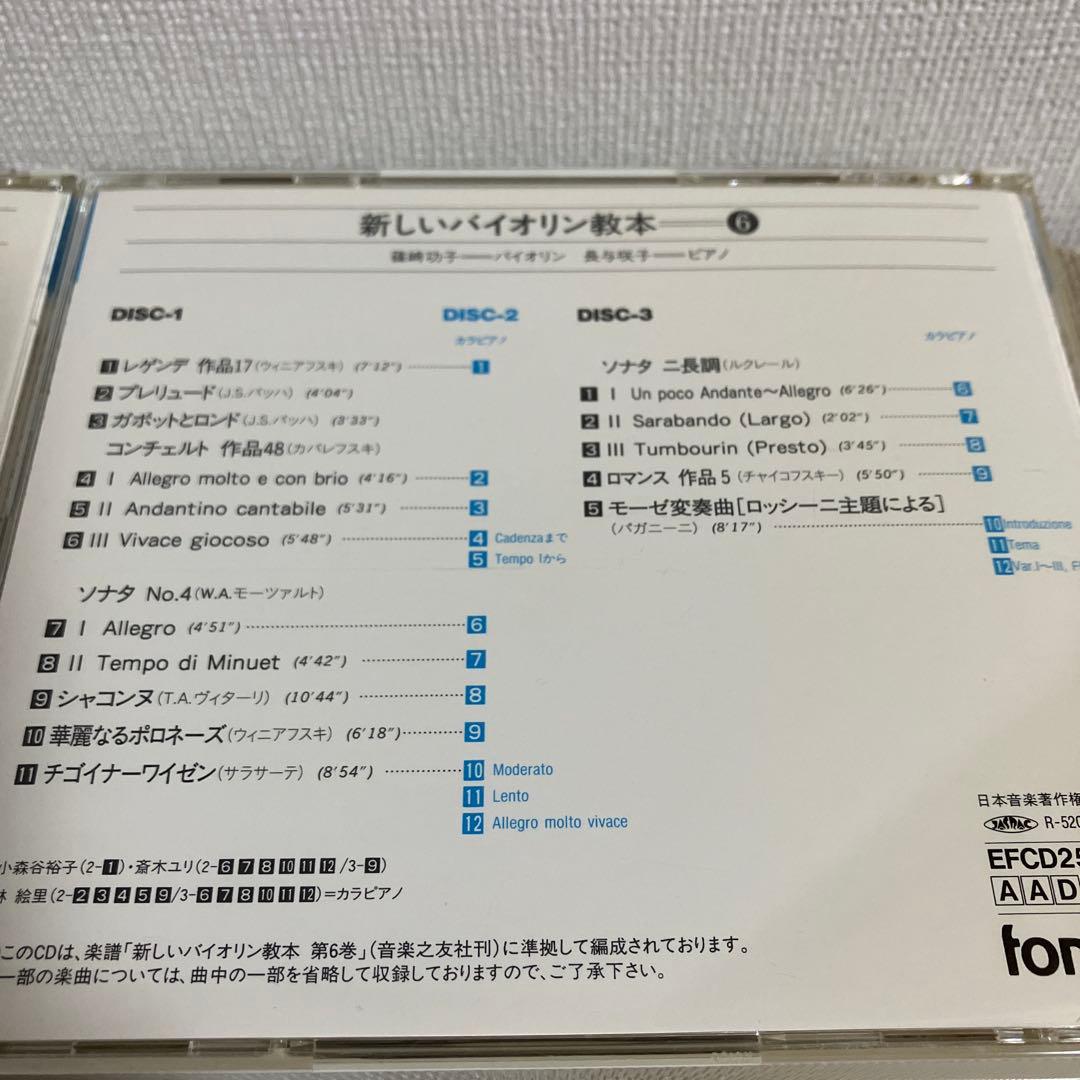 新しいバイオリン教本——6
篠崎功子——バイオリン 長与咲子——ピアノ
DISC-1
DISC-2
カラピアノ
1 レゲンデ 作品17(ウィニアフスキ) (7'12") 1
2 プレリュード(J.S.バッハ) (4'04")
3 ガボットとロンド(J.S.バッハ) (3'33")
コンチェルト 作品48(カバレフスキ)
4 I Allegro molto e con brio (4'16") 2
5 II Andantino cantabile (5'31") 3
6 III Vivace giocoso (5'48") 4 Cadenzaまで
5 Tempo Iから
ソナタ No.4(W.A.モーツァルト)
7 I Allegro (4'51") 6
8 II Tempo di Minuet (4'42") 7
9 シャコンヌ(T.A.ヴィターリ) (10'44") 8
10 華麗なるポロネーズ(ウィニアフスキ) (6'18") 9
11 チゴイナーワイゼン(サラサーテ) (8'54") 10 Moderato
11 Lento
12 Allegro molto vivace
DISC-3
カラピアノ
ソナタ ニ長調(ルクレール)
1 I Un poco Andante〜Allegro (6'26") 6
2 II Sarabando (Largo) (2'02") 7
3 III Tumbourin (Presto) (3'45") 8
4 ロマンス 作品5(チャイコフスキー) (5'50") 9
5 モーゼ変奏曲[ロッシーニ主題による]
(パガニーニ) (8'17") 10 Introduzione
11 Tema
12 Var.I〜III, F
小森谷裕子(2-1)・斎木ユリ(2-6 7 8 10 11 12/3-9)
林 絵里(2-2 3 4 5 9/3-6 7 8 10 11 12)=カラピアノ
このCDは、楽譜「新しいバイオリン教本 第6巻」(音楽之友社刊)に準拠して編成されております。
一部の楽曲については、曲中の一部を省略して収録しておりますので、ご了承下さい。
日本音楽著作権
JASRAC R-520
EFCD25
AAD
fon